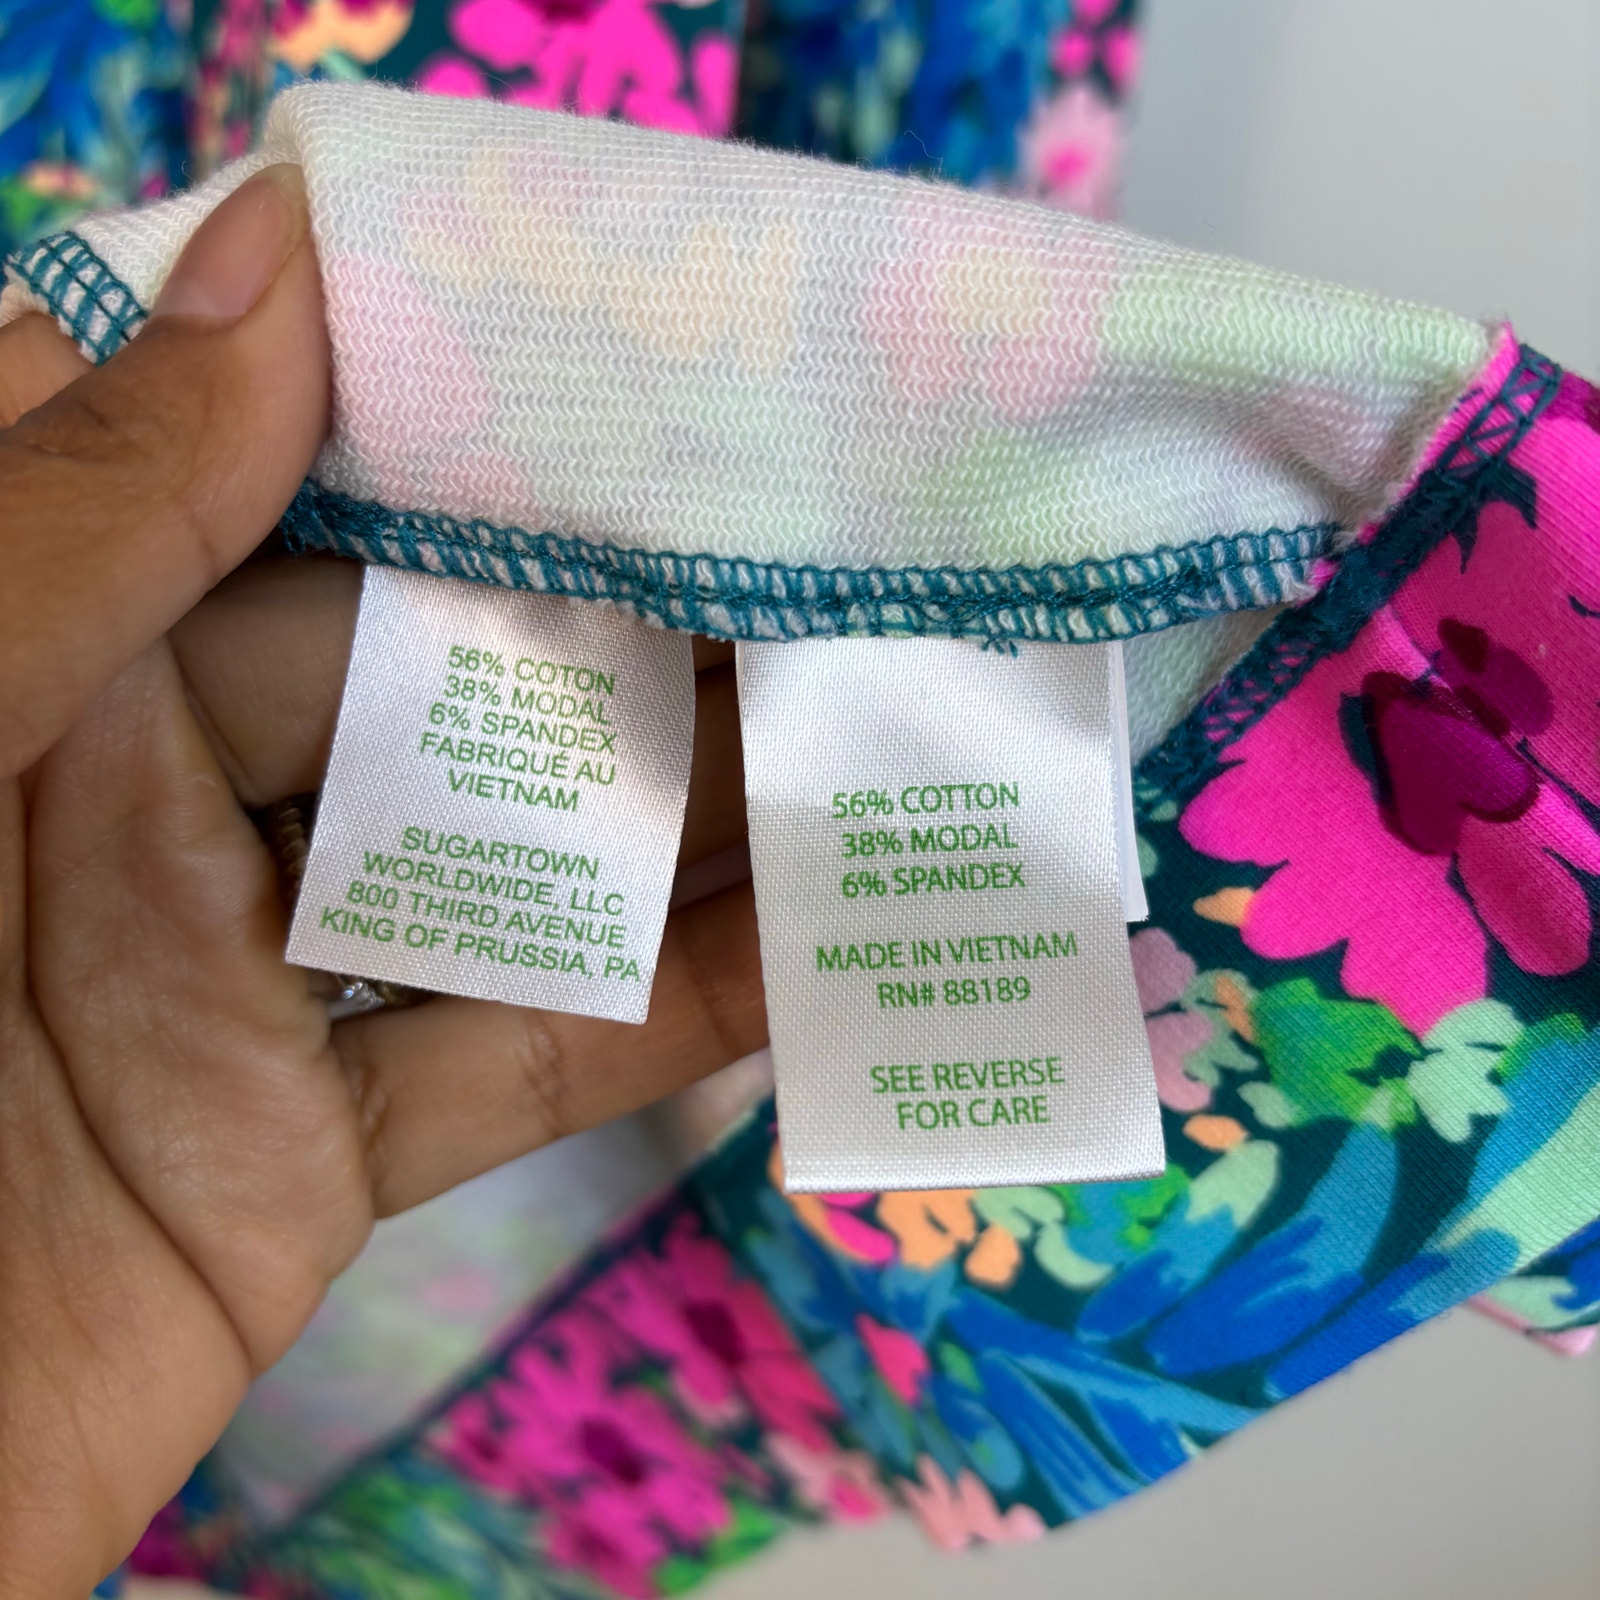 56% COTON
38% MODAL
6% SPANDEX
FABRIQUÉ AU
VIETNAM
SUGARTOWN
WORLDWIDE, LLC
800 THIRD AVENUE
KING OF PRUSSIA, PA
56% COTTON
38% MODAL
6% SPANDEX
MADE IN VIETNAM
RN# 88189
SEE REVERSE
FOR CARE